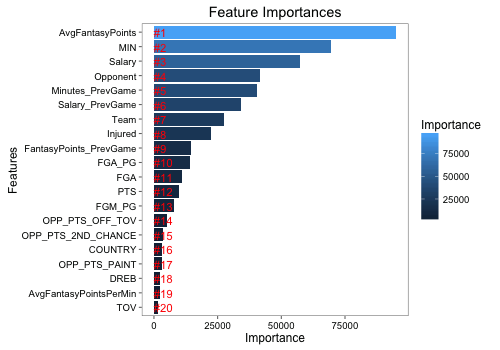 Feature Importances
Features
AvgFantasyPoints #1
MIN #2
Salary #3
Opponent #4
Minutes_PrevGame #5
Salary_PrevGame #6
Team #7
Injured #8
FantasyPoints_PrevGame #9
FGA_PG #10
FGA #11
PTS #12
FGM_PG #13
OPP_PTS_OFF_TOV #14
OPP_PTS_2ND_CHANCE #15
COUNTRY #16
OPP_PTS_PAINT #17
DREB #18
AvgFantasyPointsPerMin #19
TOV #20
0 25000 50000 75000
Importance
Importance
75000
50000
25000